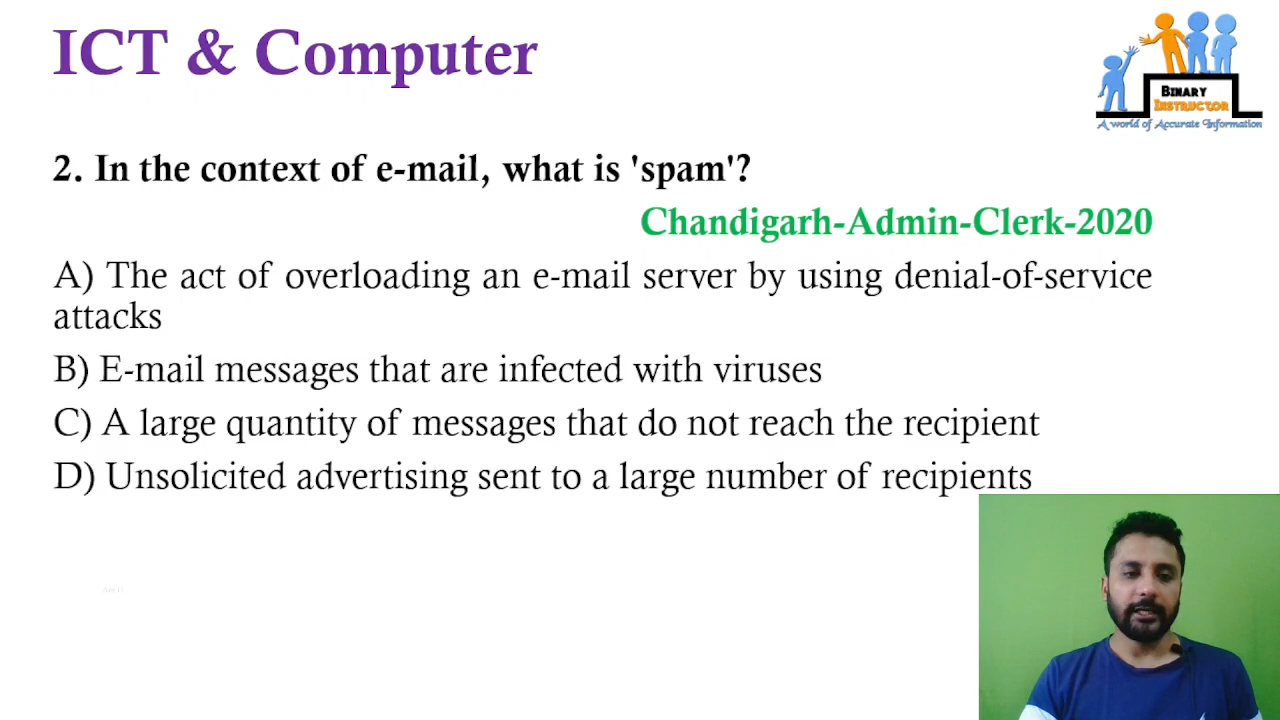 ICT & Computer
BINARY
INSTRUCTOR
A world of Accurate Information
2. In the context of e-mail, what is 'spam'?
Chandigarh-Admin-Clerk-2020
A) The act of overloading an e-mail server by using denial-of-service
attacks
B) E-mail messages that are infected with viruses
C) A large quantity of messages that do not reach the recipient
D) Unsolicited advertising sent to a large number of recipients